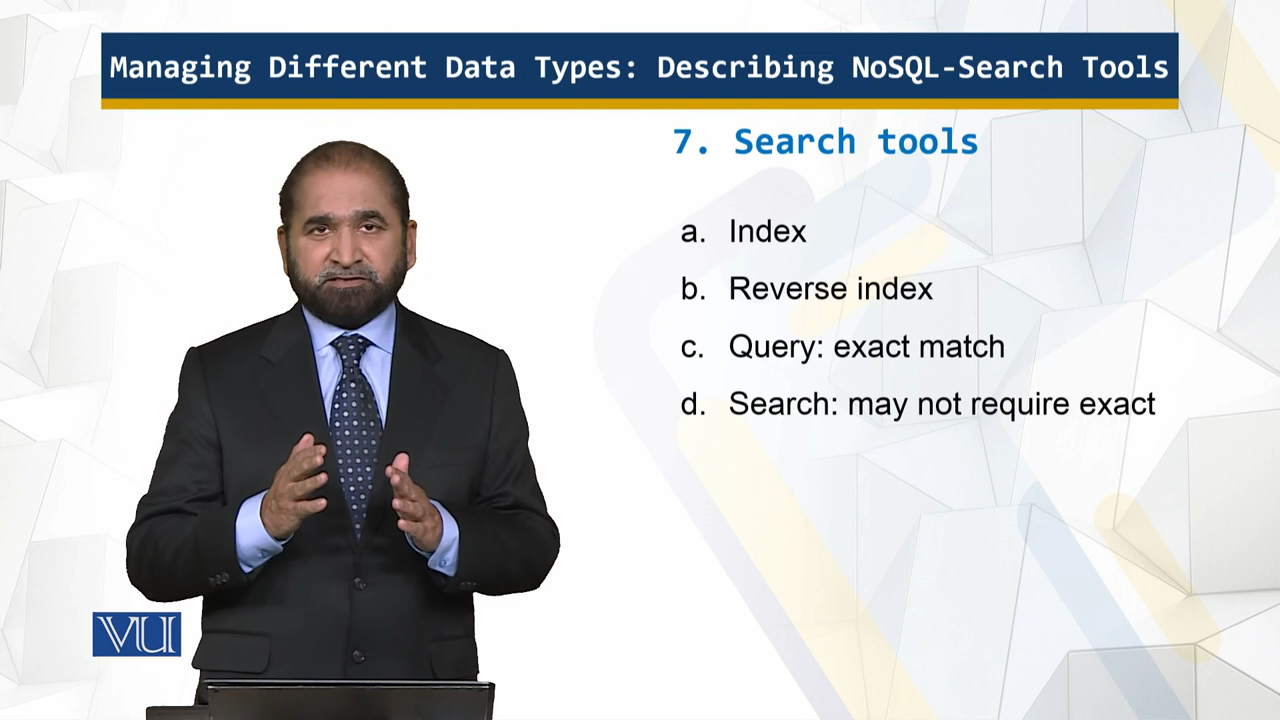 Managing Different Data Types: Describing NoSQL-Search Tools
7. Search tools
a. Index
b. Reverse index
c. Query: exact match
d. Search: may not require exact
VU